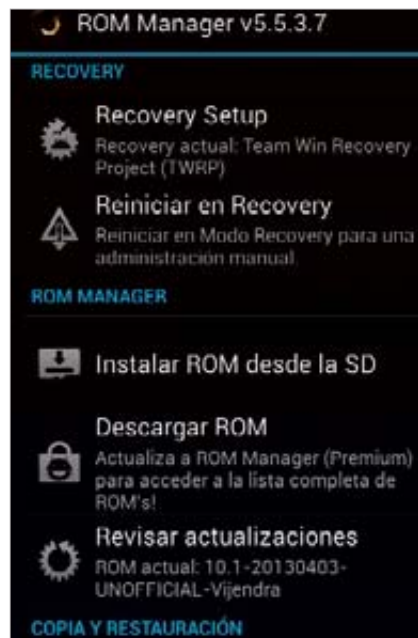 ROM Manager v5.5.3.7
RECOVERY
Recovery Setup
Recovery actual: Team Win Recovery
Project (TWRP)
Reiniciar en Recovery
Reiniciar en Modo Recovery para una
administración manual.
ROM MANAGER
Instalar ROM desde la SD
Descargar ROM
Actualiza a ROM Manager (Premium)
para acceder a la lista completa de
ROM's!
Revisar actualizaciones
ROM actual: 10.1-20130403-
UNOFFICIAL-Vijendra
COPIA Y RESTAURACIÓN